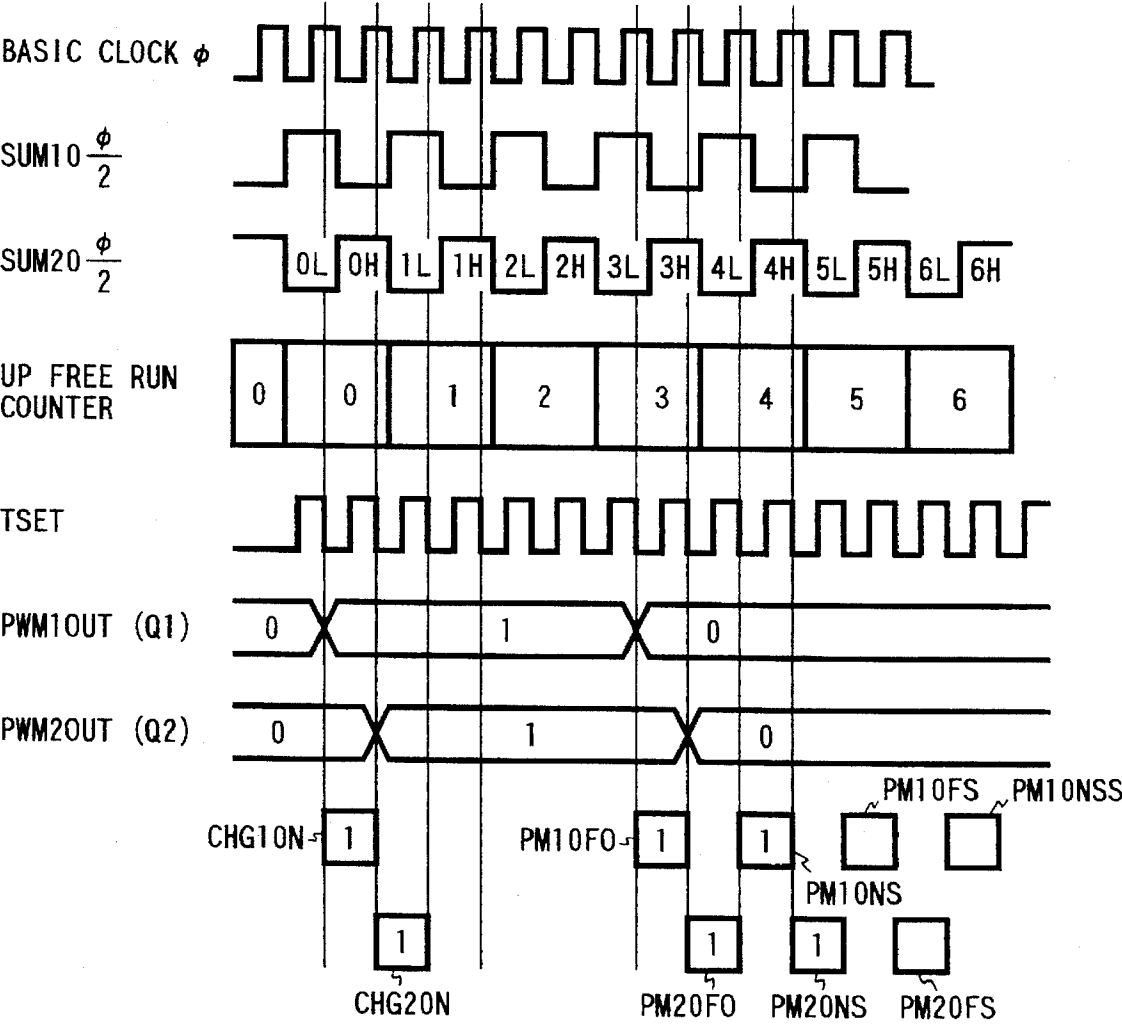 BASIC CLOCK φ
SUM10 φ/2
SUM20 φ/2
0L 0H 1L 1H 2L 2H 3L 3H 4L 4H 5L 5H 6L 6H
UP FREE RUN
COUNTER
0 0 1 2 3 4 5 6
TSET
PWM1OUT (Q1)
0 1 0
PWM2OUT (Q2)
0 1 0
PM10FS PM10NSS
CHG10N 1 PM10FO 1 1
PM10NS
1 1 1
CHG20N PM20FO PM20NS PM20FS